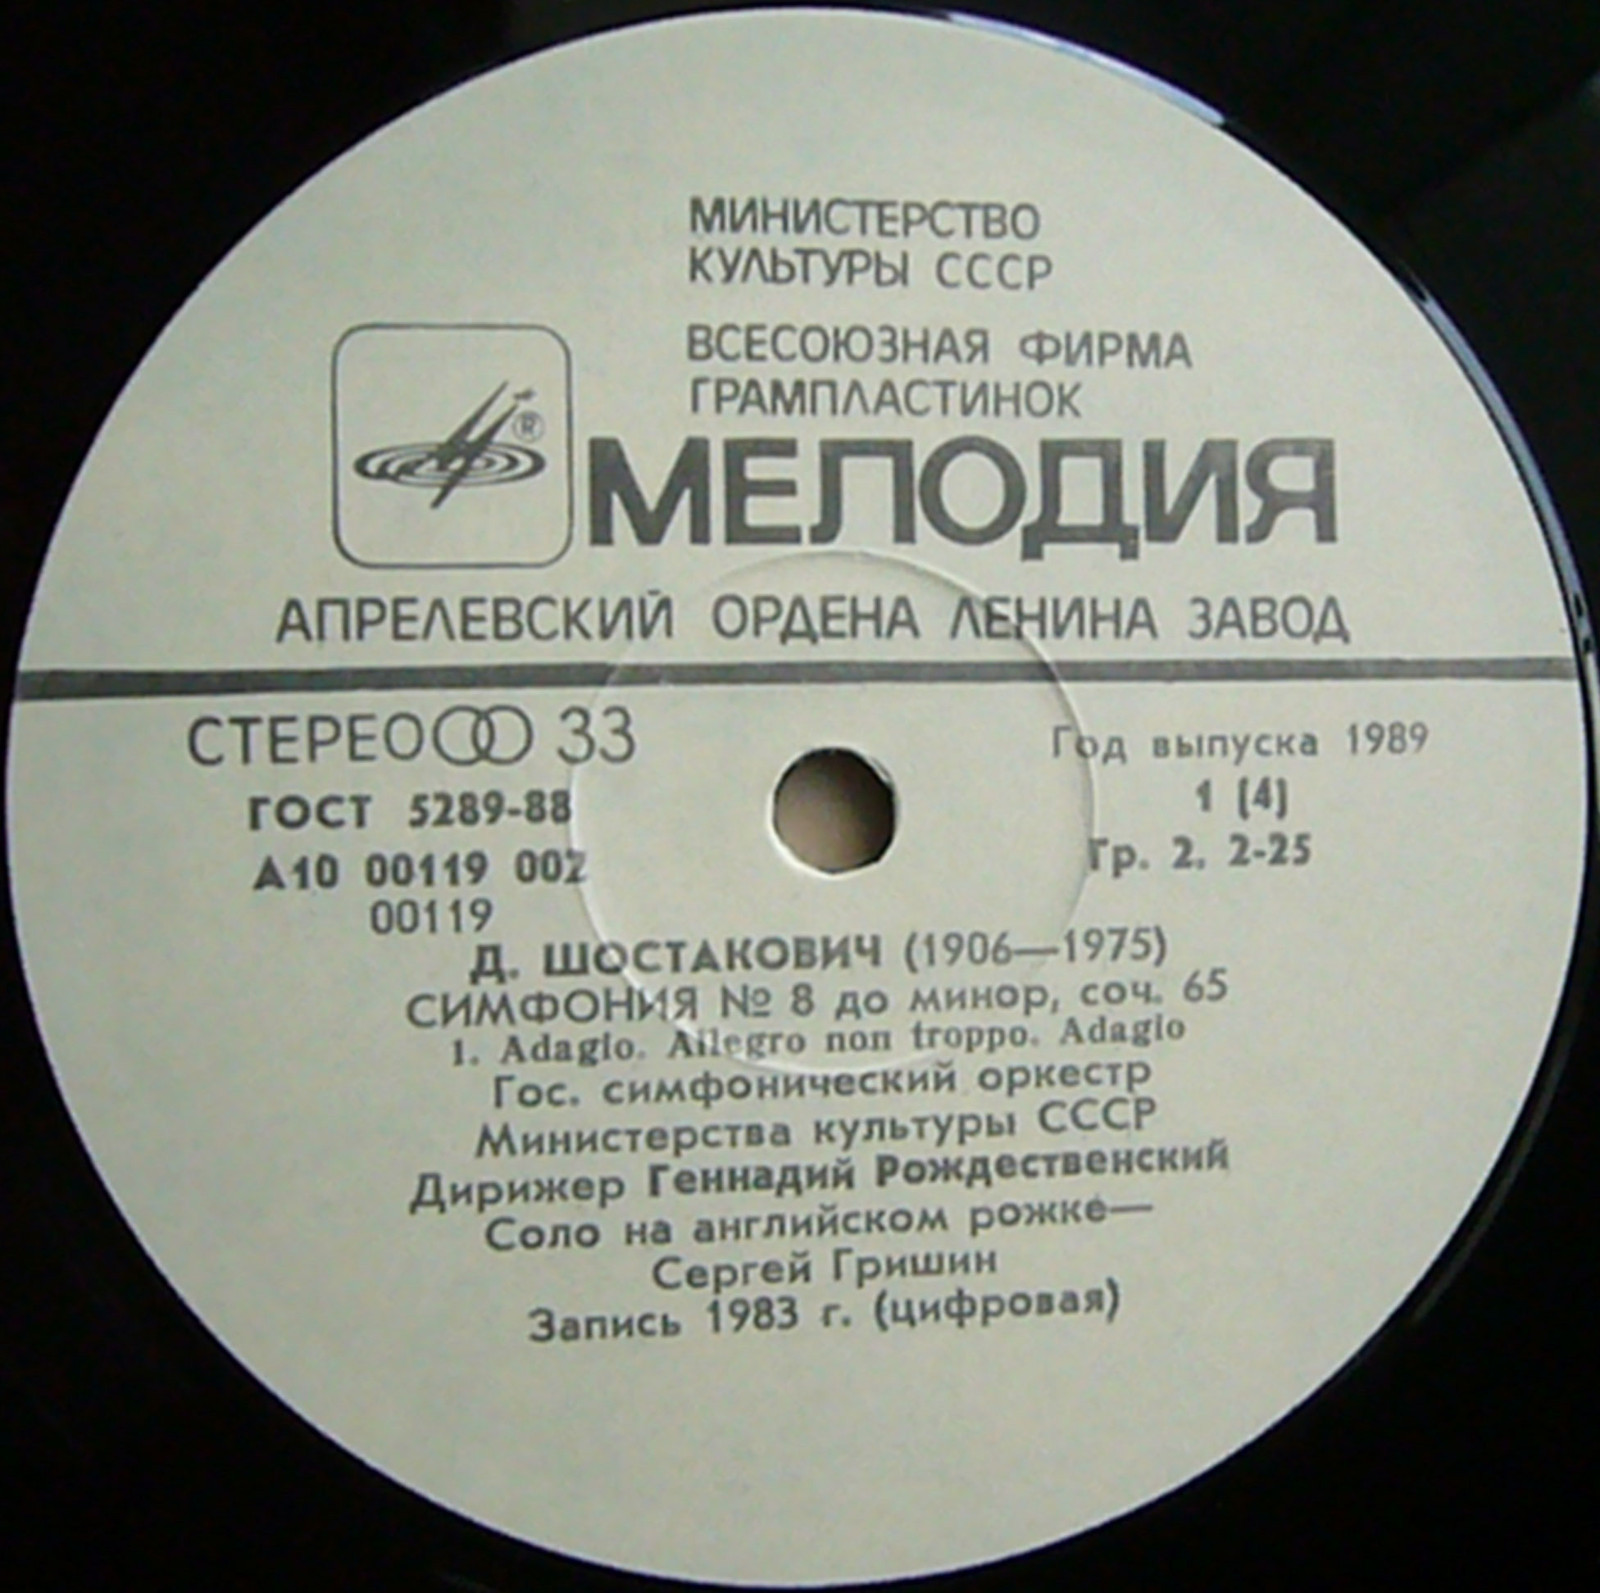 МИНИСТЕРСТВО
КУЛЬТУРЫ СССР
ВСЕСОЮЗНАЯ ФИРМА
ГРАМПЛАСТИНОК
®
МЕЛОДИЯ
АПРЕЛЕВСКИЙ ОРДЕНА ЛЕНИНА ЗАВОД
СТЕРЕО 33
Год выпуска 1989
ГОСТ 5289-88
1 (4)
А10 00119 002
Гр. 2. 2-25
00119
Д. ШОСТАКОВИЧ (1906—1975)
СИМФОНИЯ № 8 до минор, соч. 65
1. Adagio. Allegro non troppo. Adagio
Гос. симфонический оркестр
Министерства культуры СССР
Дирижер Геннадий Рождественский
Соло на английском рожке—
Сергей Гришин
Запись 1983 г. (цифровая)